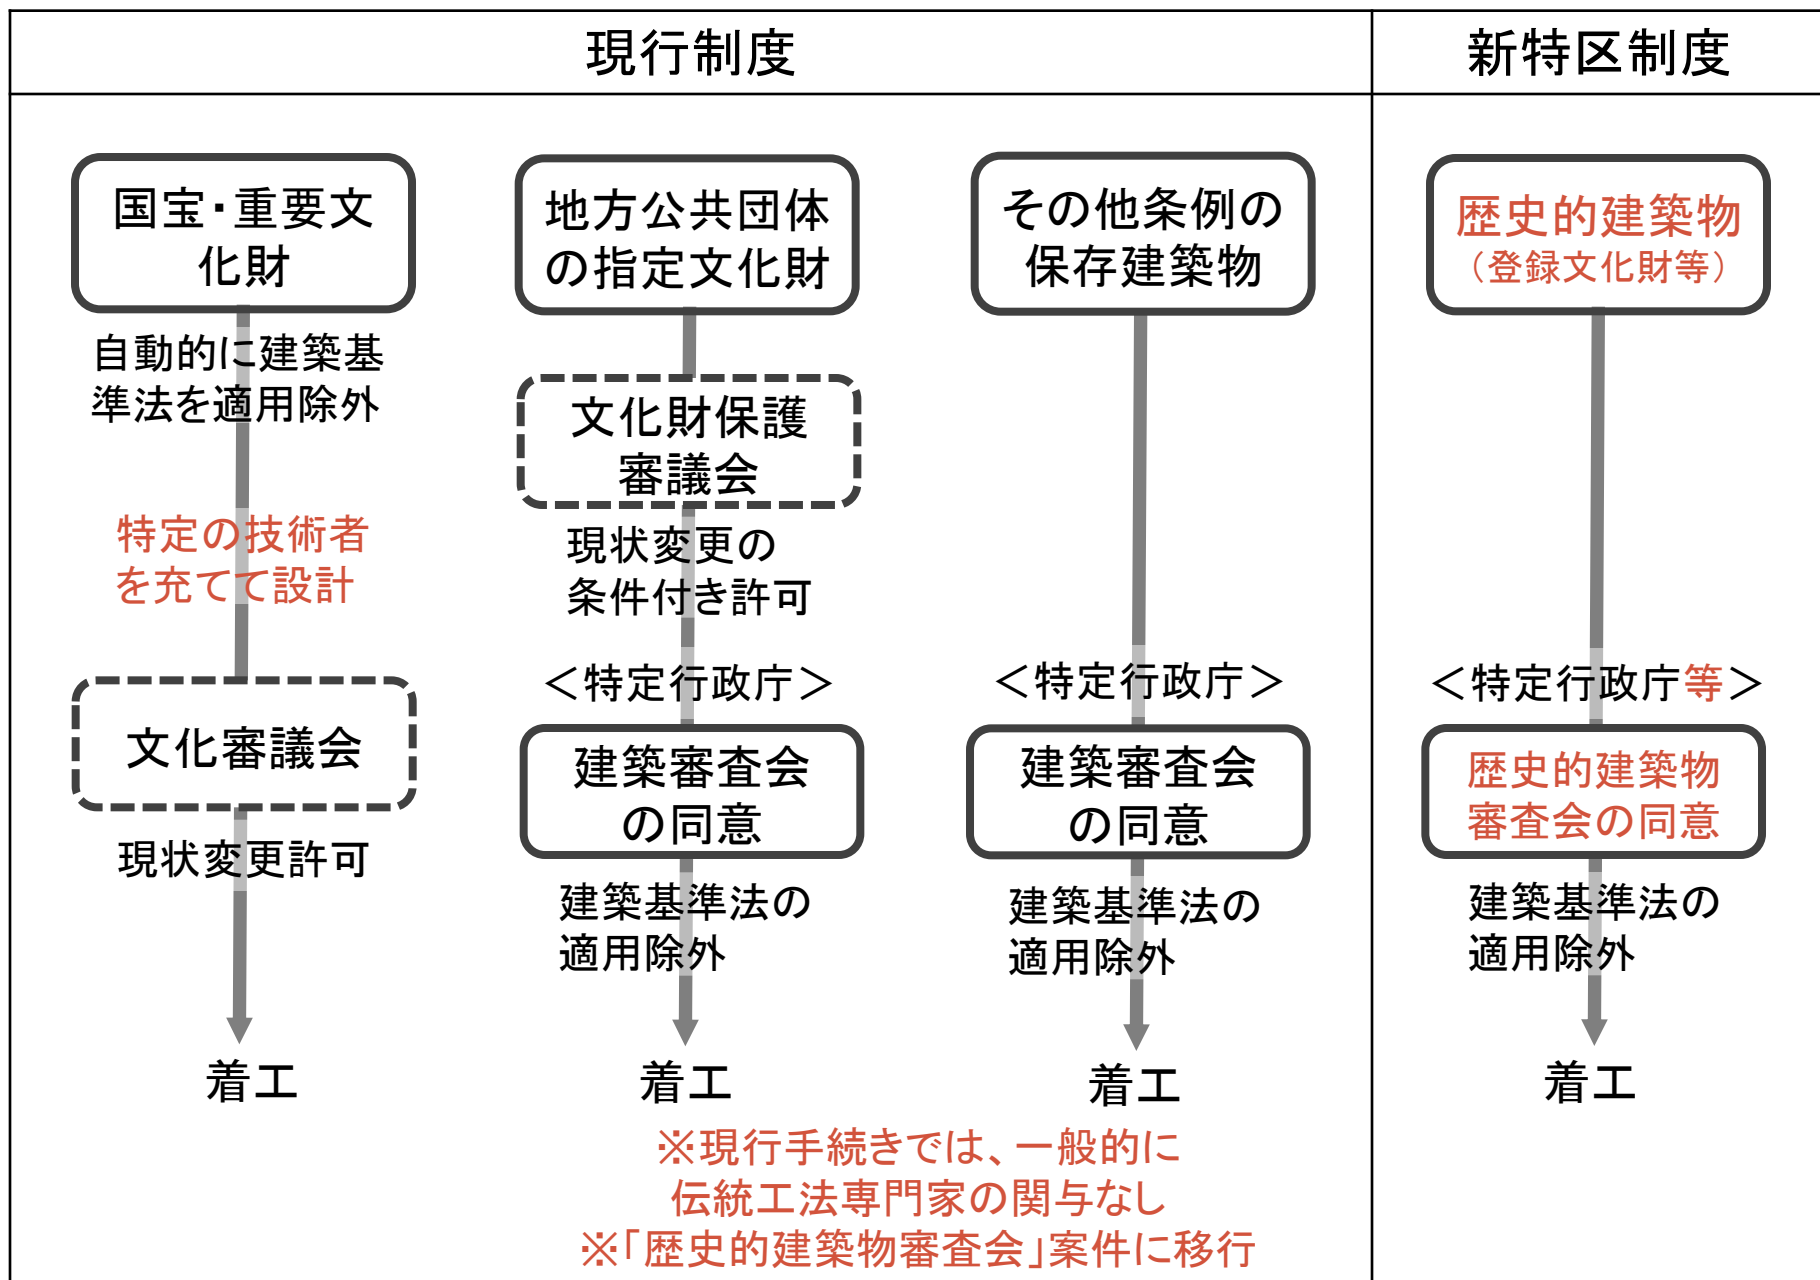 現行制度
新特区制度
国宝・重要文
化財
自動的に建築基
準法を適用除外
特定の技術者
を充てて設計
文化審議会
現状変更許可
着工
地方公共団体
の指定文化財
文化財保護
審議会
現状変更の
条件付き許可
＜特定行政庁＞
建築審査会
の同意
建築基準法の
適用除外
着工
その他条例の
保存建築物
＜特定行政庁＞
建築審査会
の同意
建築基準法の
適用除外
着工
※現行手続きでは、一般的に
伝統工法専門家の関与なし
※「歴史的建築物審査会」案件に移行
歴史的建築物
（登録文化財等）
＜特定行政庁等＞
歴史的建築物
審査会の同意
建築基準法の
適用除外
着工